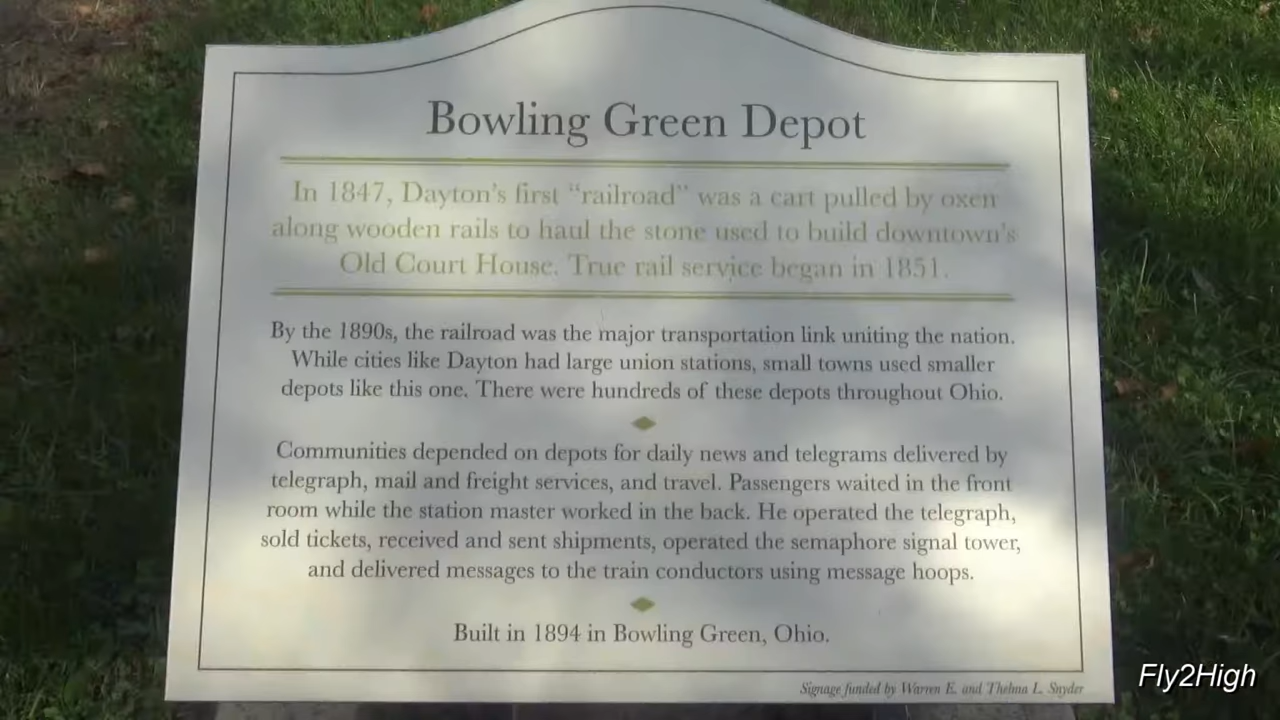 Bowling Green Depot
In 1847, Dayton's first “railroad” was a cart pulled by oxen
along wooden rails to haul the stone used to build downtown's
Old Court House. True rail service began in 1851.
By the 1890s, the railroad was the major transportation link uniting the nation.
While cities like Dayton had large union stations, small towns used smaller
depots like this one. There were hundreds of these depots throughout Ohio.
Communities depended on depots for daily news and telegrams delivered by
telegraph, mail and freight services, and travel. Passengers waited in the front
room while the station master worked in the back. He operated the telegraph,
sold tickets, received and sent shipments, operated the semaphore signal tower,
and delivered messages to the train conductors using message hoops.
Built in 1894 in Bowling Green, Ohio.
Signage funded by Warren E. and Thelma L. Snyder
Fly2High